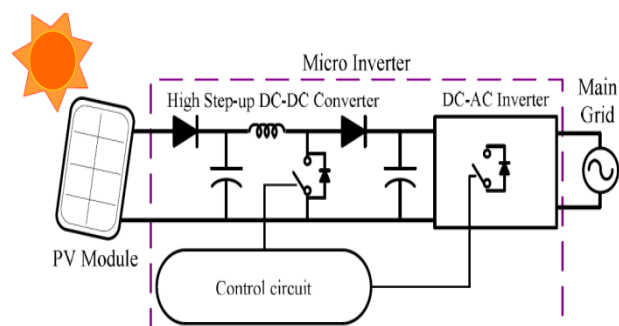 Micro Inverter
High Step-up DC-DC Converter
DC-AC Inverter
Main
Grid
PV Module
Control circuit